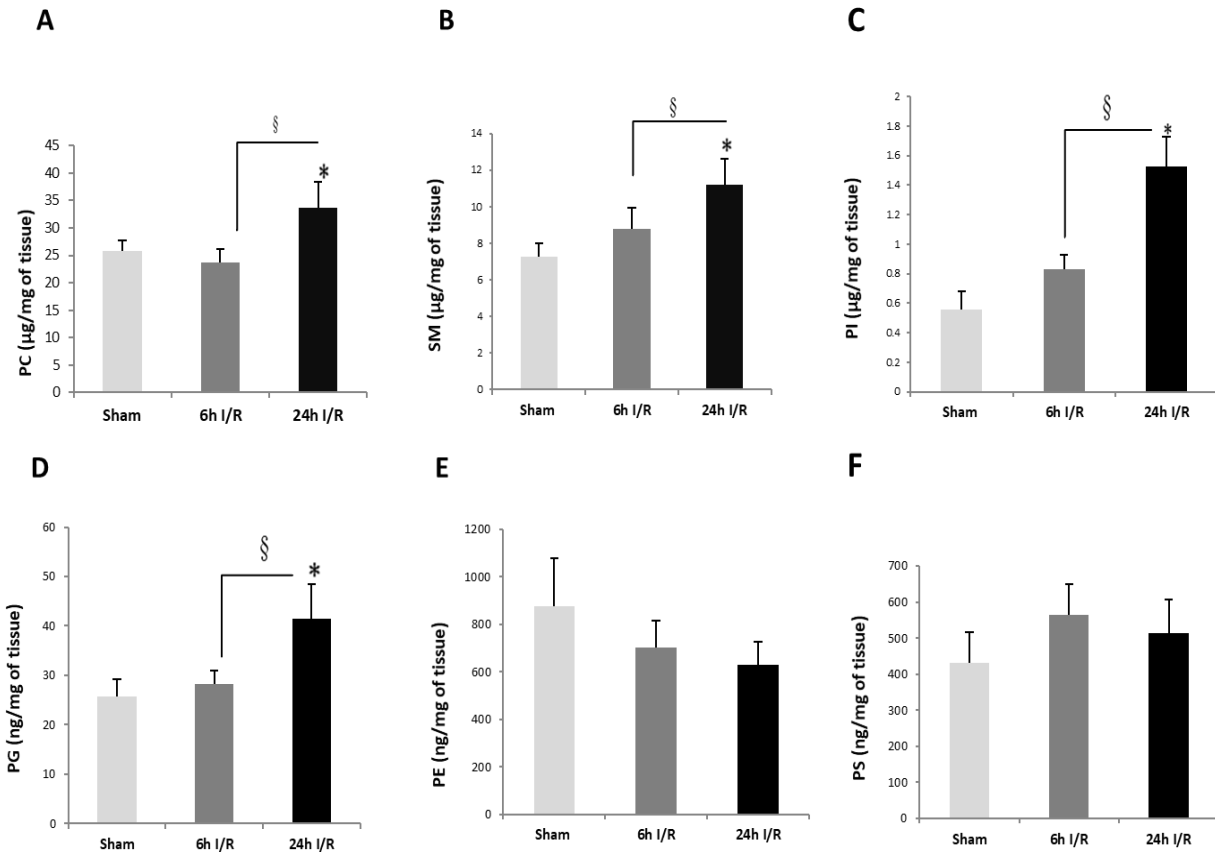 A
B
C
§
45
40
35
30
25
20
15
10
5
0
PC (µg/mg of tissue)
*
Sham
6h I/R
24h I/R
§
14
12
10
8
6
4
2
0
SM (µg/mg of tissue)
*
Sham
6h I/R
24h I/R
§
2
1.8
1.6
1.4
1.2
1
0.8
0.6
0.4
0.2
0
PI (µg/mg of tissue)
*
Sham
6h I/R
24h I/R
D
E
F
§
60
50
40
30
20
10
0
PG (ng/mg of tissue)
*
Sham
6h I/R
24h I/R
1200
1000
800
600
400
200
0
PE (ng/mg of tissue)
Sham
6h I/R
24h I/R
700
600
500
400
300
200
100
0
PS (ng/mg of tissue)
Sham
6h I/R
24h I/R